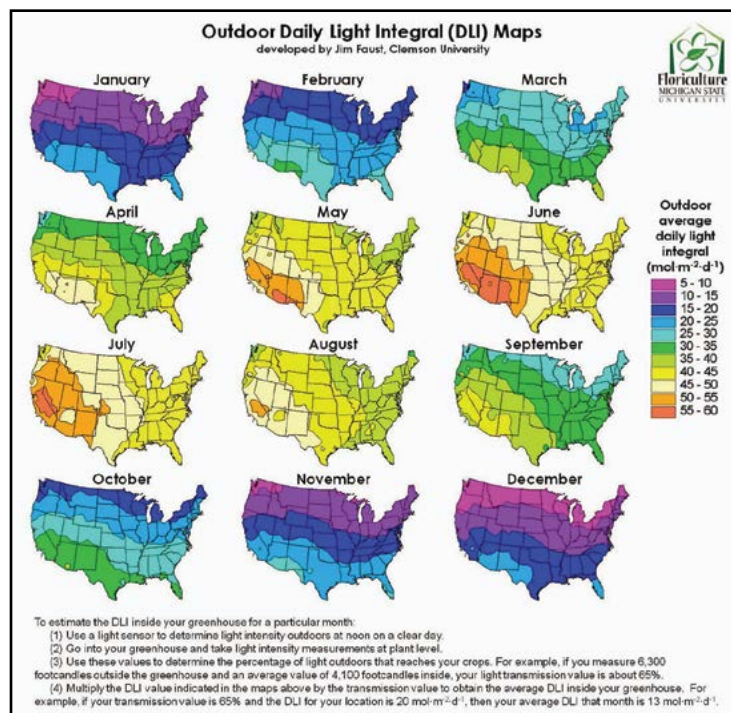 Outdoor Daily Light Integral (DLI) Maps
developed by Jim Faust, Clemson University
Floriculture
MICHIGAN STATE
UNIVERSITY
January
February
March
April
May
June
July
August
September
October
November
December
Outdoor
average
daily light
integral
(mol·m⁻²·d⁻¹)
5 - 10
10 - 15
15 - 20
20 - 25
25 - 30
30 - 35
35 - 40
40 - 45
45 - 50
50 - 55
55 - 60
To estimate the DLI inside your greenhouse for a particular month:
(1) Use a light sensor to determine light intensity outdoors at noon on a clear day.
(2) Go into your greenhouse and take light intensity measurements at plant level.
(3) Use these values to determine the percentage of light outdoors that reaches your crops. For example, if you measure 6,300
footcandles outside the greenhouse and an average value of 4,100 footcandles inside, your light transmission value is about 65%.
(4) Multiply the DLI value indicated in the maps above by the transmission value to obtain the average DLI inside your greenhouse. For
example, if your transmission value is 65% and the DLI for your location is 20 mol·m⁻²·d⁻¹, then your average DLI that month is 13 mol·m⁻²·d⁻¹.